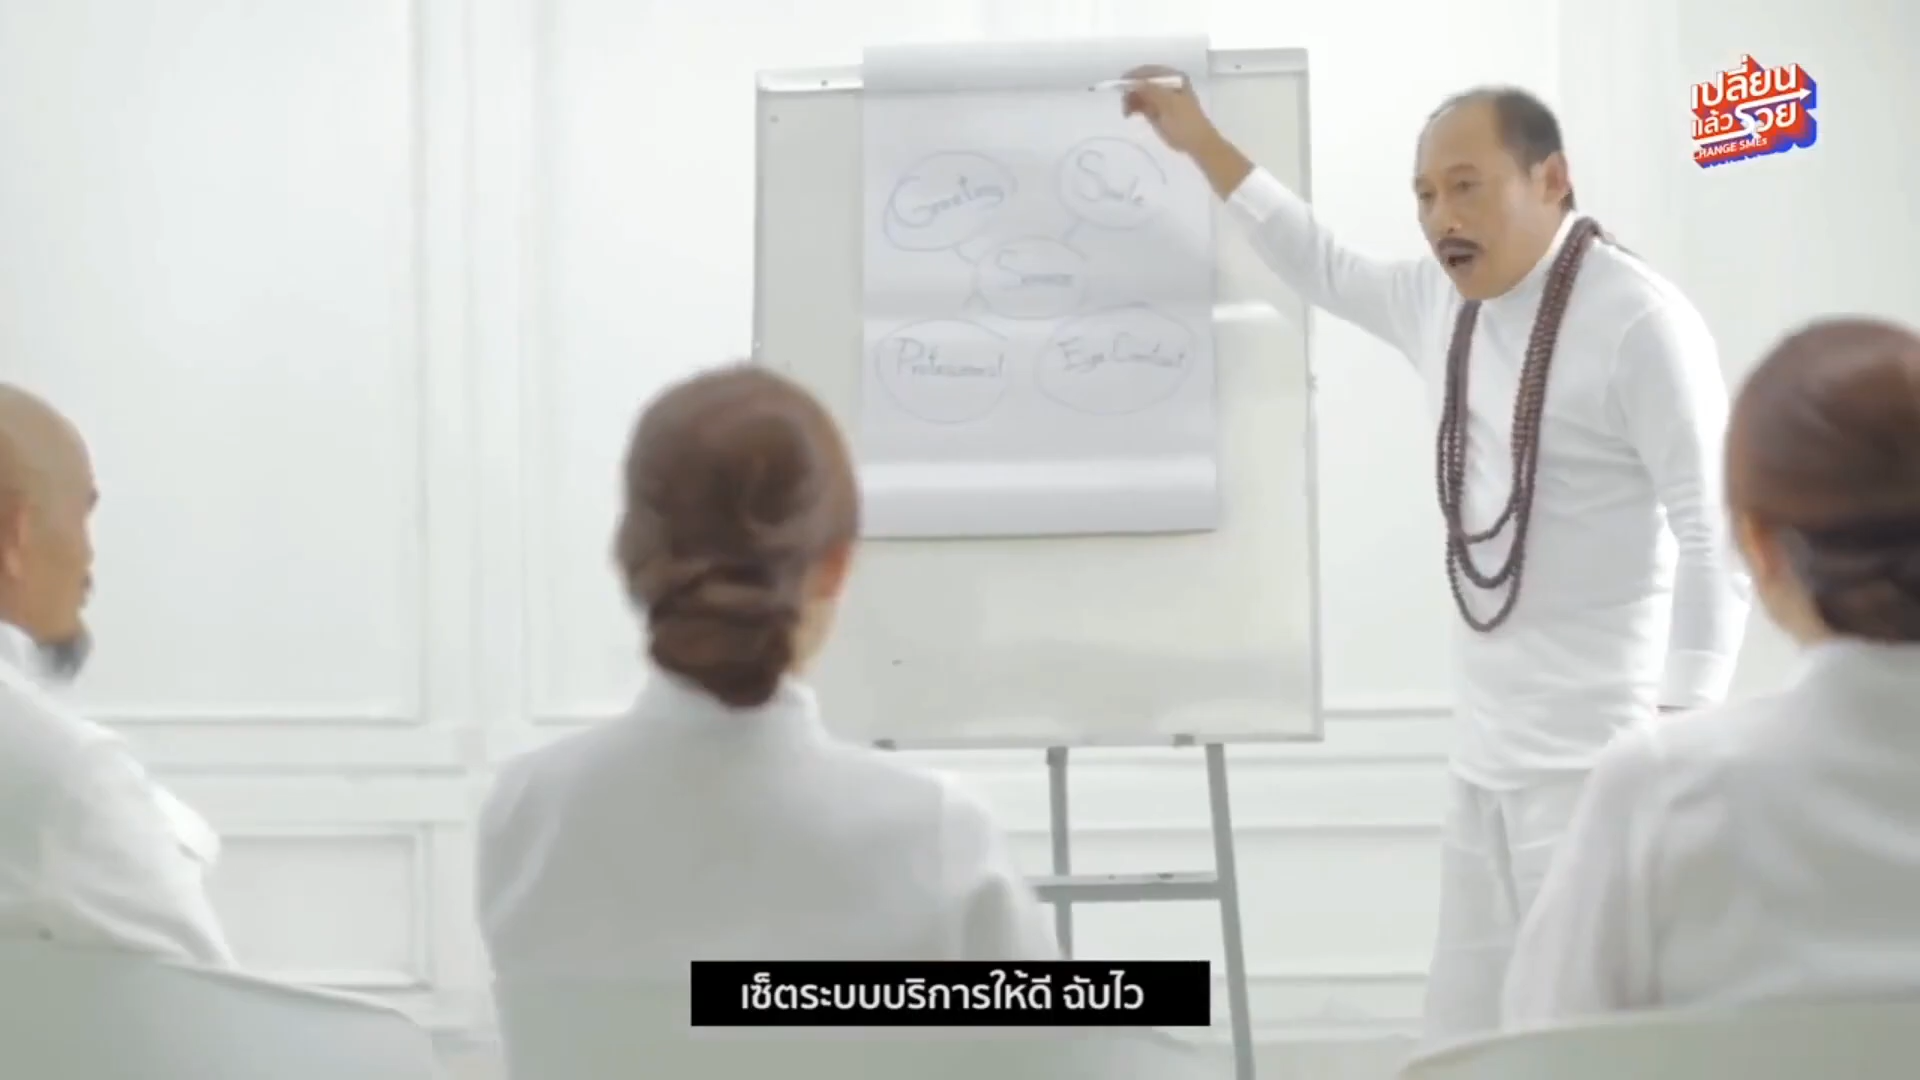 เปลี่ยน
แล้วรวย
CHANGE SMEs
Greeting
Smile
Service
Professional
Eye Contact
เซ็ตระบบบริการให้ดี ฉับไว